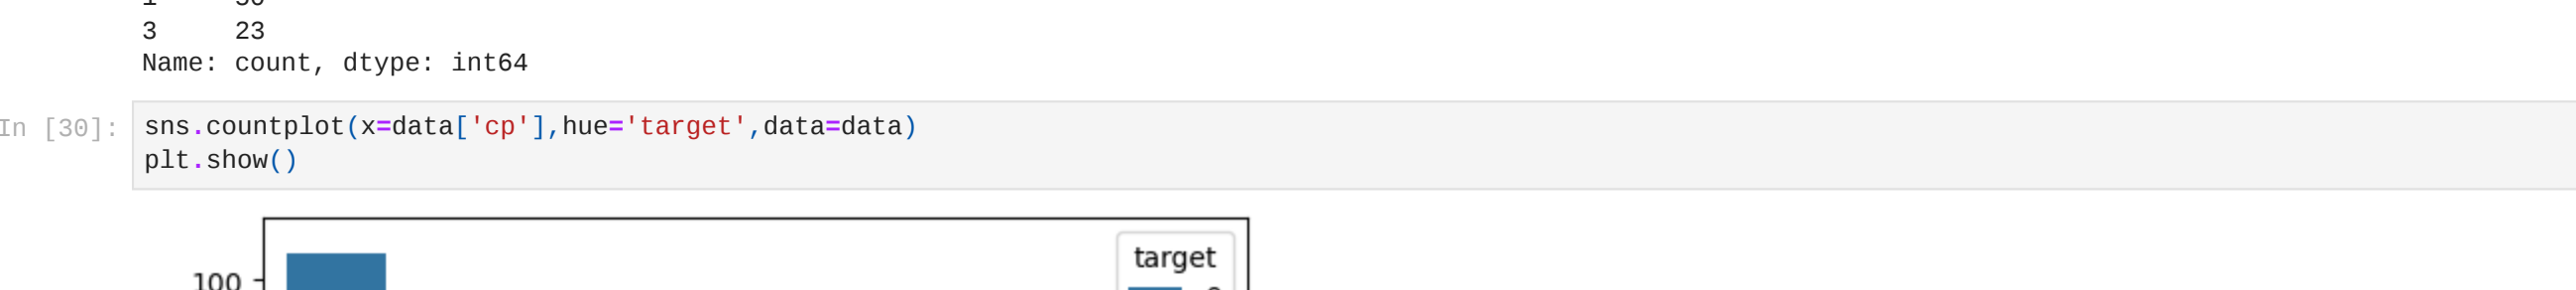 3     23
Name: count, dtype: int64
In [30]:
sns.countplot(x=data['cp'],hue='target',data=data)
plt.show()
target
100